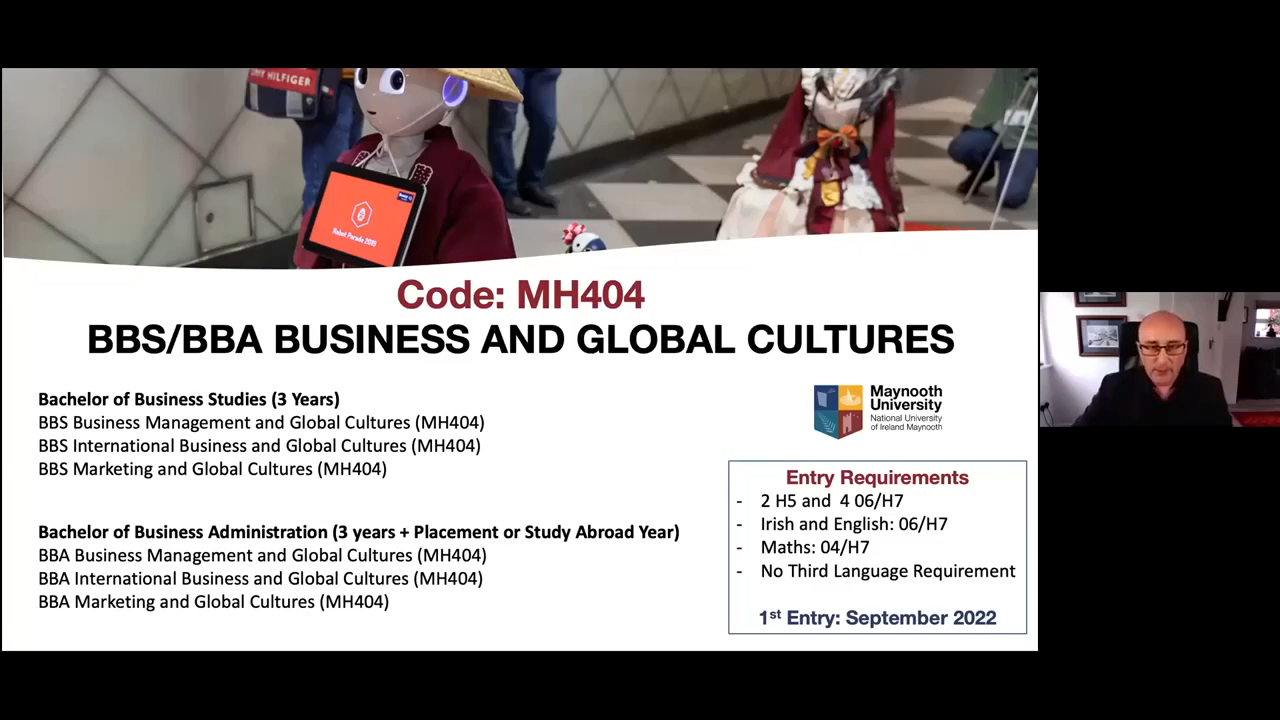 MY HILFIGER
Robot Parade 2019
Code: MH404
BBS/BBA BUSINESS AND GLOBAL CULTURES
Bachelor of Business Studies (3 Years)
BBS Business Management and Global Cultures (MH404)
BBS International Business and Global Cultures (MH404)
BBS Marketing and Global Cultures (MH404)
Bachelor of Business Administration (3 years + Placement or Study Abroad Year)
BBA Business Management and Global Cultures (MH404)
BBA International Business and Global Cultures (MH404)
BBA Marketing and Global Cultures (MH404)
Maynooth
University
National University
of Ireland Maynooth
Entry Requirements
- 2 H5 and 4 06/H7
- Irish and English: 06/H7
- Maths: 04/H7
- No Third Language Requirement
1st Entry: September 2022